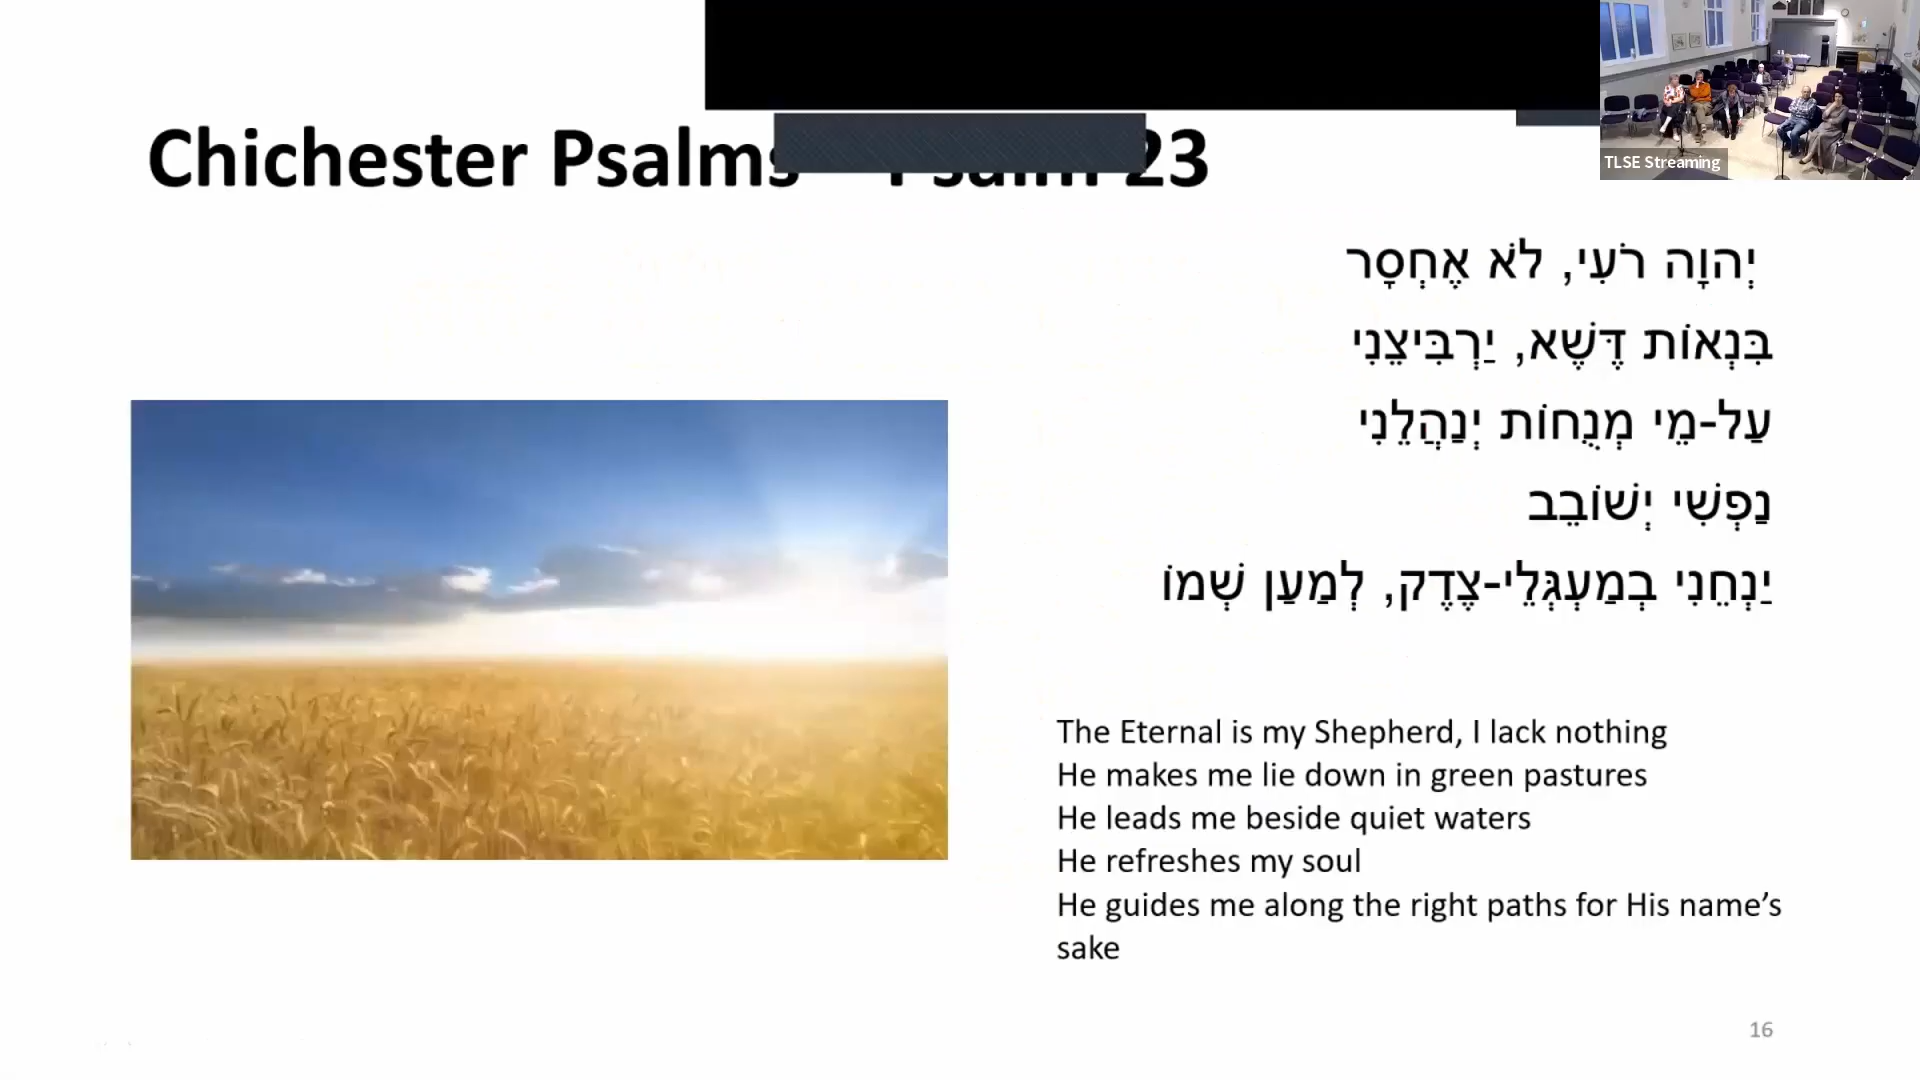 Chichester Psalms Psalm 23
TLSE Streaming
יְהוָה רֹעִי, לֹא אֶחְסָר
בִּנְאוֹת דֶּשֶׁא, יַרְבִּיצֵנִי
עַל-מֵי מְנֻחוֹת יְנַהֲלֵנִי
נַפְשִׁי יְשׁוֹבֵב
יַנְחֵנִי בְמַעְגְּלֵי-צֶדֶק, לְמַעַן שְׁמוֹ
The Eternal is my Shepherd, I lack nothing
He makes me lie down in green pastures
He leads me beside quiet waters
He refreshes my soul
He guides me along the right paths for His name’s
sake
16